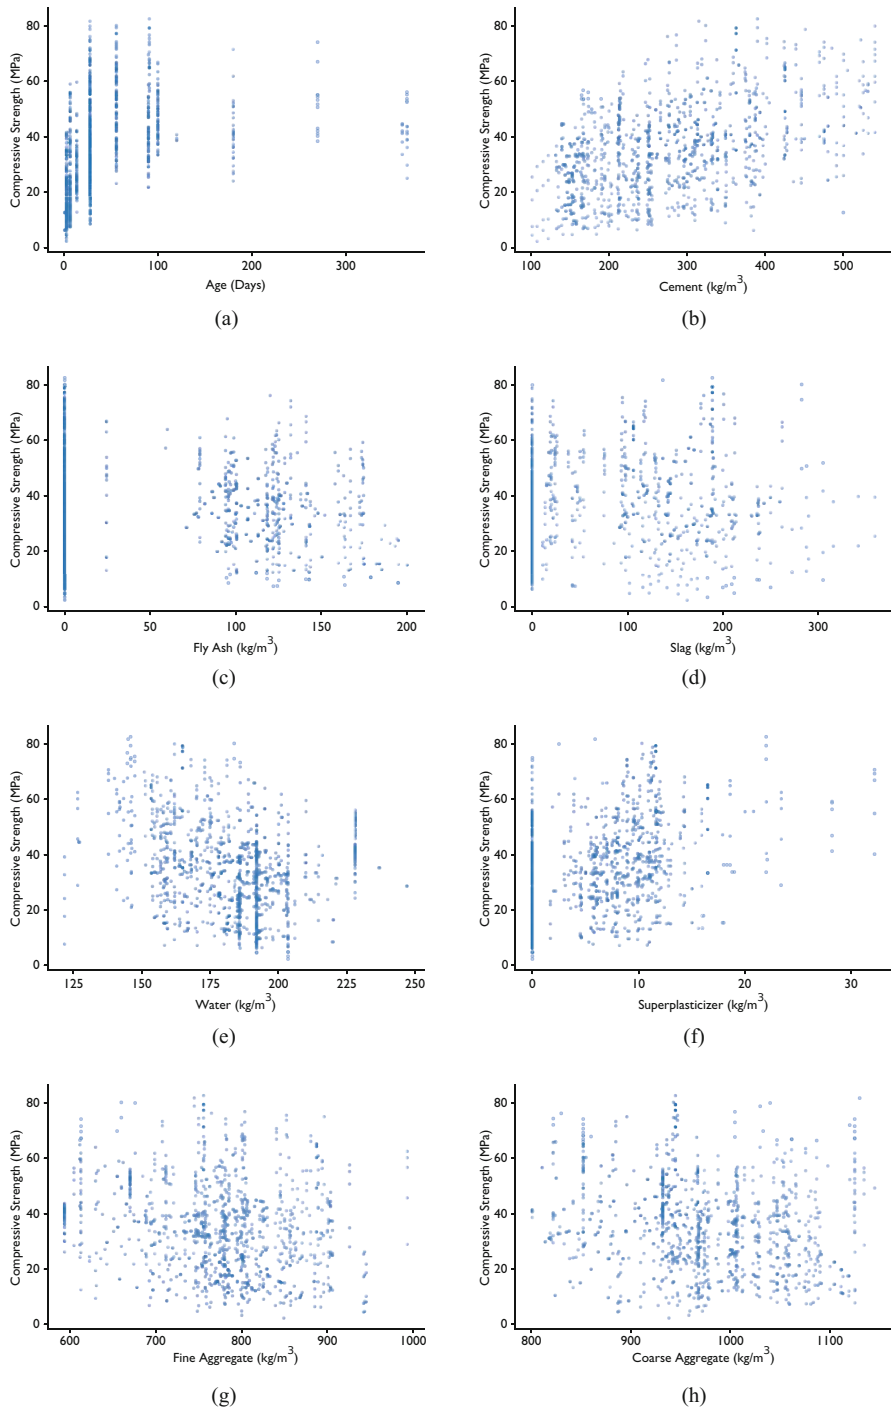 80
60
40
20
0
Compressive Strength (MPa)
0 100 200 300
Age (Days)
(a)
80
60
40
20
0
Compressive Strength (MPa)
100 200 300 400 500
Cement (kg/m³)
(b)
80
60
40
20
0
Compressive Strength (MPa)
0 50 100 150 200
Fly Ash (kg/m³)
(c)
80
60
40
20
0
Compressive Strength (MPa)
0 100 200 300
Slag (kg/m³)
(d)
80
60
40
20
0
Compressive Strength (MPa)
125 150 175 200 225 250
Water (kg/m³)
(e)
80
60
40
20
0
Compressive Strength (MPa)
0 10 20 30
Superplasticizer (kg/m³)
(f)
80
60
40
20
0
Compressive Strength (MPa)
600 700 800 900 1000
Fine Aggregate (kg/m³)
(g)
80
60
40
20
0
Compressive Strength (MPa)
800 900 1000 1100
Coarse Aggregate (kg/m³)
(h)